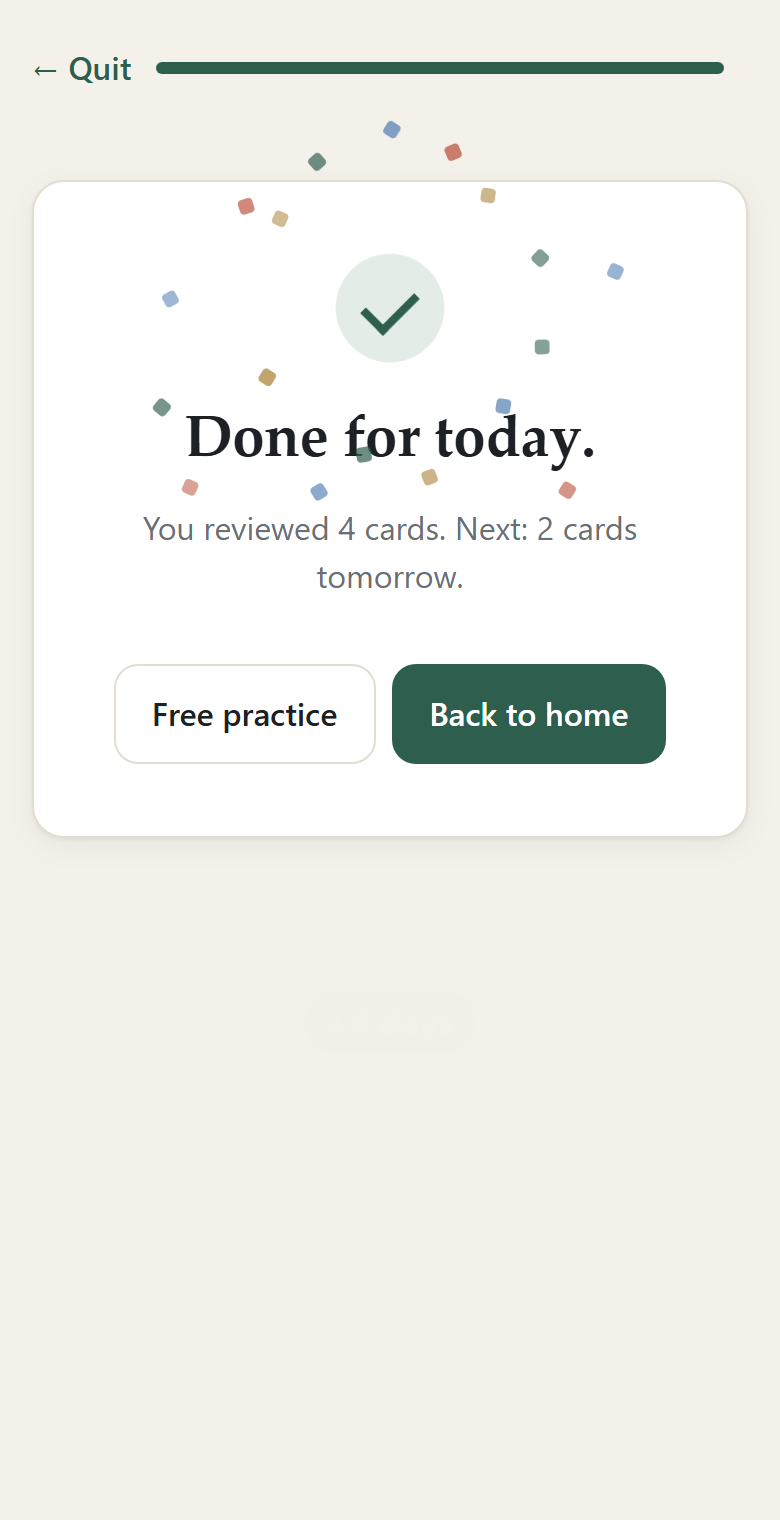 ← Quit
Done for today.
You reviewed 4 cards. Next: 2 cards
tomorrow.
Free practice
Back to home